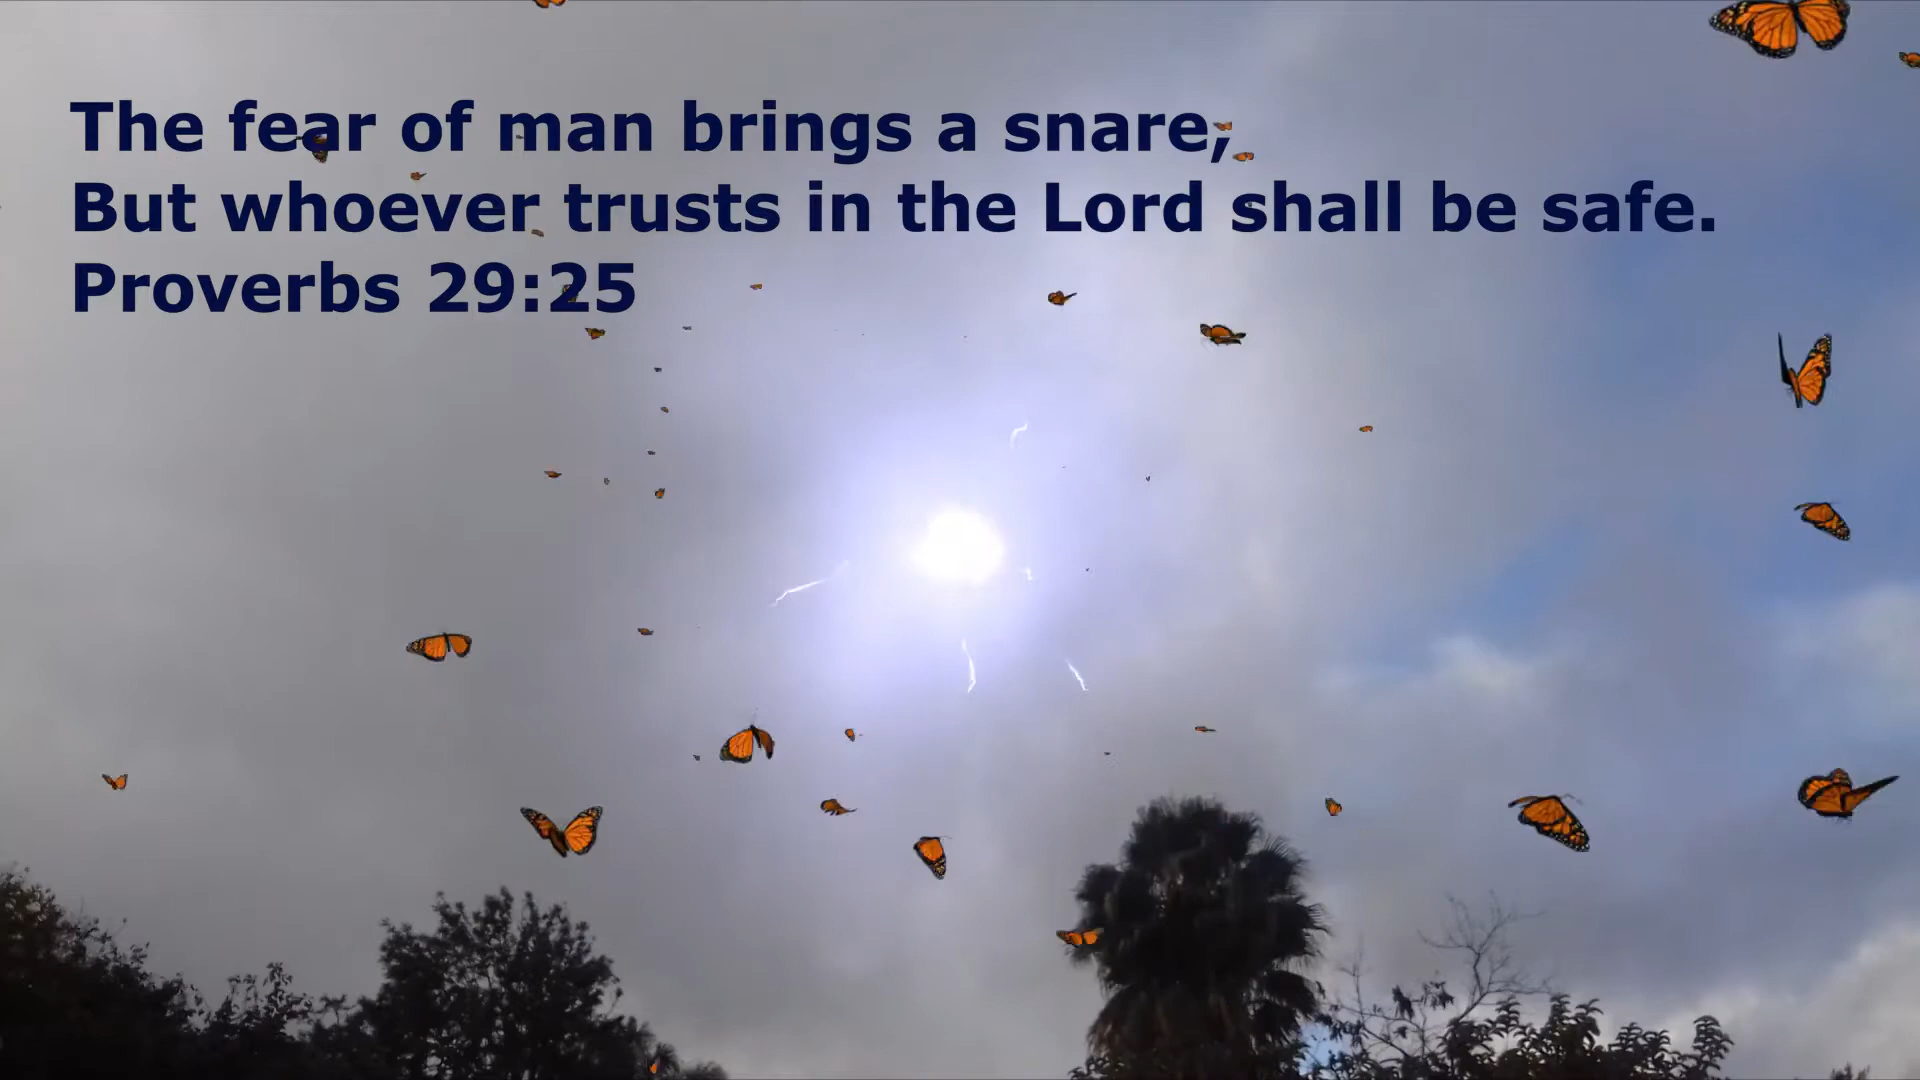 The fear of man brings a snare,
But whoever trusts in the Lord shall be safe.
Proverbs 29:25